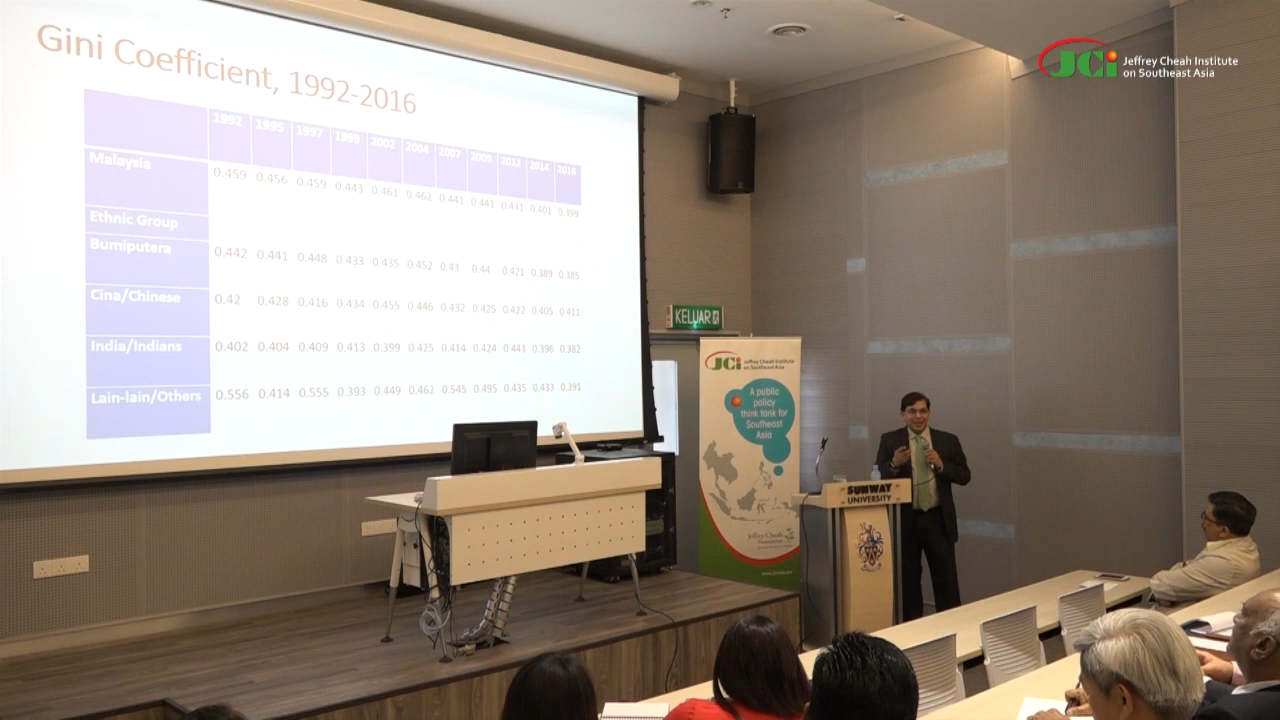 Gini Coefficient, 1992-2016
1992 1995 1997 1999 2002 2004 2007 2009 2012 2014 2016
Malaysia 0.459 0.456 0.459 0.443 0.461 0.462 0.441 0.441 0.431 0.401 0.399
Ethnic Group
Bumiputera 0.442 0.441 0.448 0.433 0.435 0.452 0.43 0.44 0.421 0.389 0.385
Cina/Chinese 0.42 0.428 0.416 0.434 0.455 0.446 0.432 0.425 0.422 0.405 0.411
India/Indians 0.402 0.404 0.409 0.413 0.399 0.425 0.414 0.424 0.443 0.396 0.382
Lain-lain/Others 0.556 0.414 0.555 0.393 0.449 0.462 0.545 0.495 0.435 0.433 0.391
JCi Jeffrey Cheah Institute
on Southeast Asia
KELUAR
JCi Jeffrey Cheah Institute
on Southeast Asia
A public
policy
think tank for
Southeast
Asia
Jeffrey Cheah
Foundation
SUNWAY
UNIVERSITY